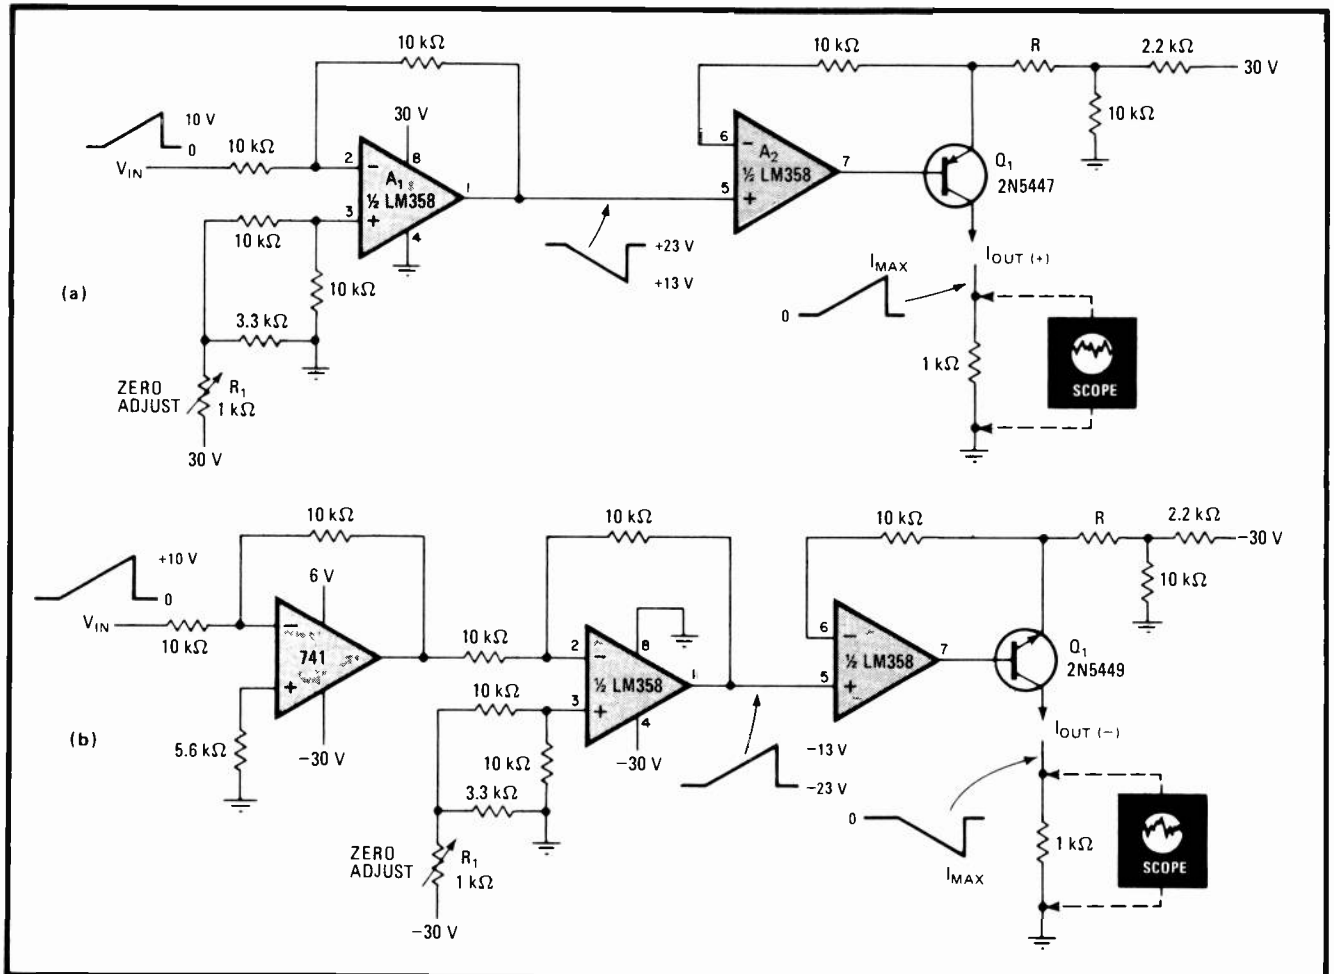 10 kΩ
10 kΩ
R
2.2 kΩ
30 V
10 V
0
30 V
10 kΩ
VIN
10 kΩ
2
8
A1
½ LM358
1
3
4
6
A2
½ LM358
7
5
Q1
2N5447
10 kΩ
10 kΩ
+23 V
+13 V
IMAX
IOUT (+)
(a)
0
3.3 kΩ
1 kΩ
SCOPE
ZERO
ADJUST
R1
1 kΩ
30 V
10 kΩ
10 kΩ
10 kΩ
R
2.2 kΩ
−30 V
+10 V
0
6 V
10 kΩ
VIN
10 kΩ
741
10 kΩ
2
8
½ LM358
1
3
4
6
½ LM358
7
5
Q1
2N5449
10 kΩ
(b)
5.6 kΩ
−30 V
10 kΩ
−30 V
−13 V
−23 V
IOUT (−)
3.3 kΩ
0
1 kΩ
SCOPE
ZERO
ADJUST
R1
1 kΩ
IMAX
−30 V